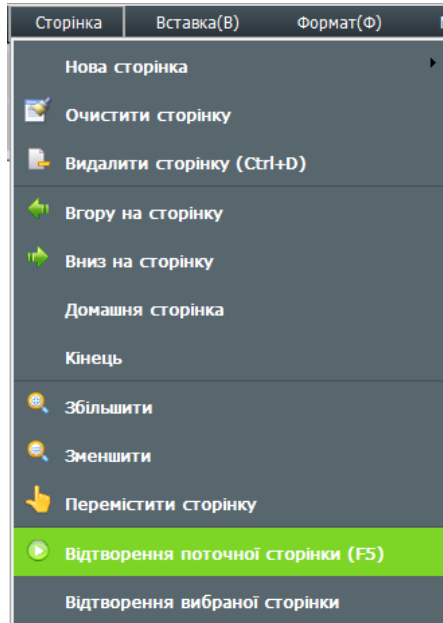 Сторінка Вставка(В) Формат(Ф)
Нова сторінка
Очистити сторінку
Видалити сторінку (Ctrl+D)
Вгору на сторінку
Вниз на сторінку
Домашня сторінка
Кінець
Збільшити
Зменшити
Перемістити сторінку
Відтворення поточної сторінки (F5)
Відтворення вибраної сторінки